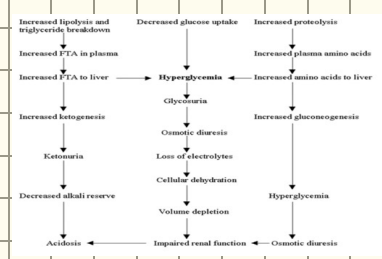 Increased lipolysis and
triglyceride breakdown
Decreased glucose uptake
Increased proteolysis
Increased FTA in plasma
Increased plasma amino acids
Increased FTA to liver
Hyperglycemia
Increased amino acids to liver
Glycosuria
Increased ketogenesis
Increased gluconeogenesis
Osmotic diuresis
Ketonuria
Loss of electrolytes
Cellular dehydration
Decreased alkali reserve
Hyperglycemia
Volume depletion
Acidosis
Impaired renal function
Osmotic diuresis